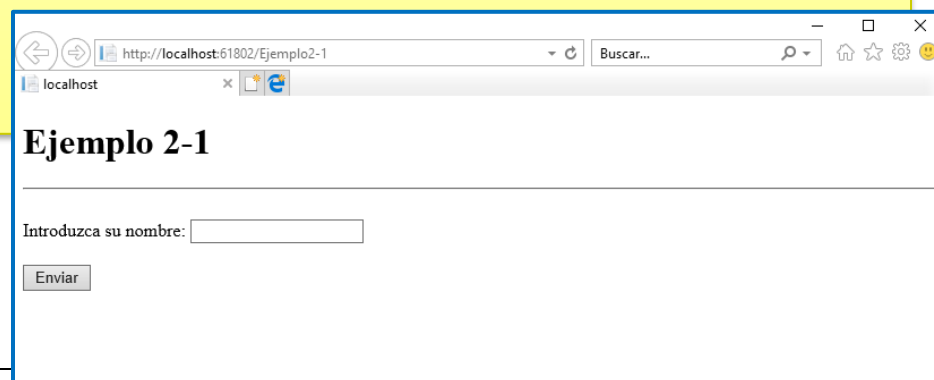 http://localhost:61802/Ejemplo2-1
Buscar...
localhost
Ejemplo 2-1
Introduzca su nombre:
Enviar